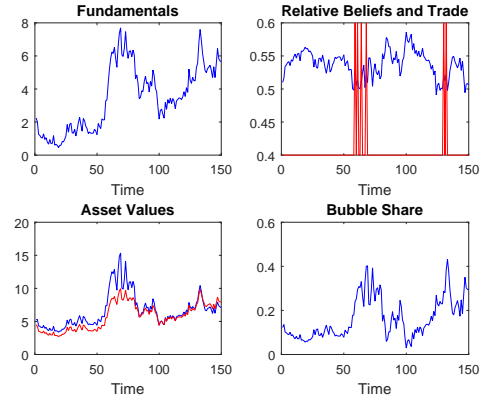 Fundamentals
8
6
4
2
0
0 50 100 150
Time
Relative Beliefs and Trade
0.6
0.55
0.5
0.45
0.4
0 50 100 150
Time
Asset Values
20
15
10
5
0
0 50 100 150
Time
Bubble Share
0.6
0.4
0.2
0
0 50 100 150
Time